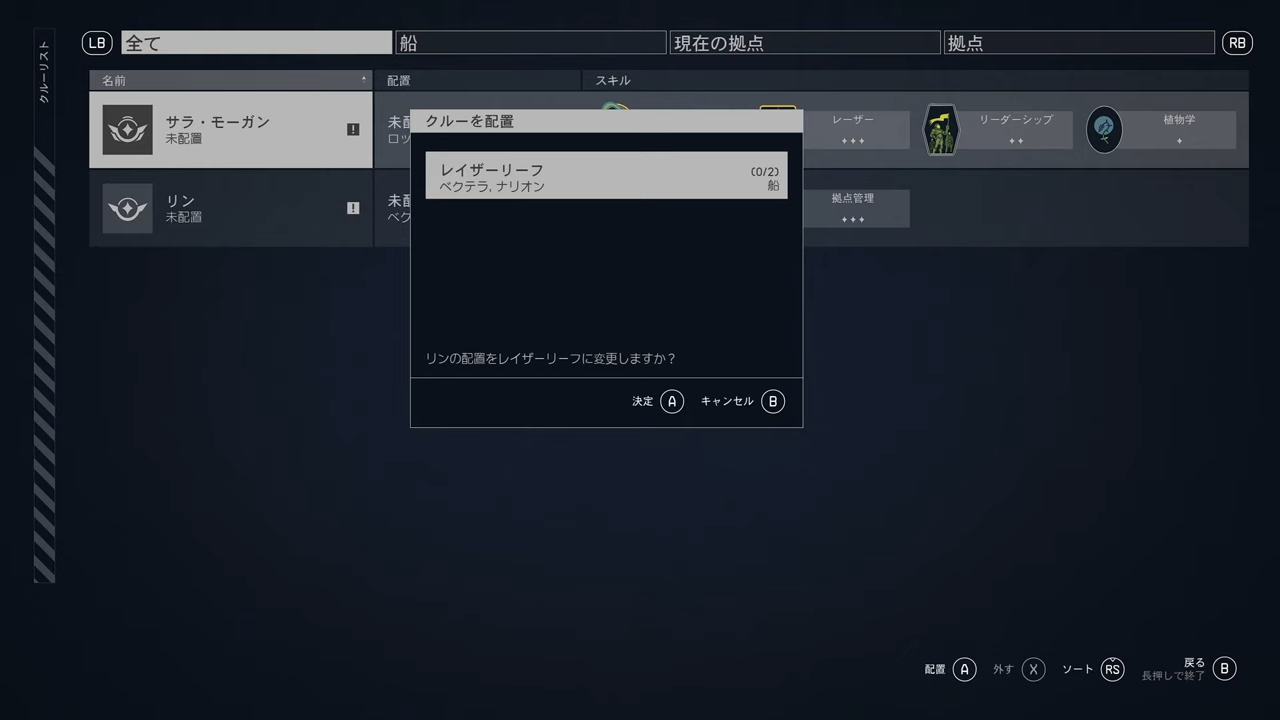 クルーリスト
LB 全て 船 現在の拠点 拠点 RB
名前 配置 スキル
サラ・モーガン
未配置
未配
ロッ
レーザー
リーダーシップ
植物学
リン
未配置
未配
ベク
拠点管理
クルーを配置
レイザーリーフ (0/2)
ベクテラ, ナリオン 船
リンの配置をレイザーリーフに変更しますか？
決定 A キャンセル B
配置 A 外す X ソート RS 戻る B
長押しで終了